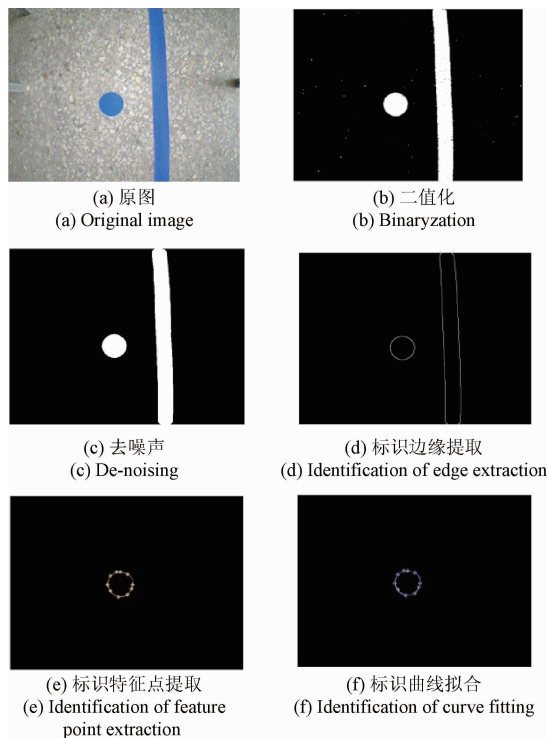 (a) 原图
(a) Original image
(b) 二值化
(b) Binaryzation
(c) 去噪声
(c) De-noising
(d) 标识边缘提取
(d) Identification of edge extraction
(e) 标识特征点提取
(e) Identification of feature
point extraction
(f) 标识曲线拟合
(f) Identification of curve fitting